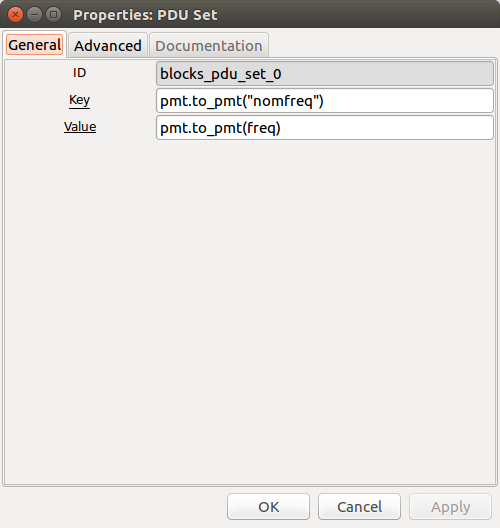 Properties: PDU Set
General Advanced Documentation
ID blocks_pdu_set_0
Key pmt.to_pmt("nomfreq")
Value pmt.to_pmt(freq)
OK Cancel Apply